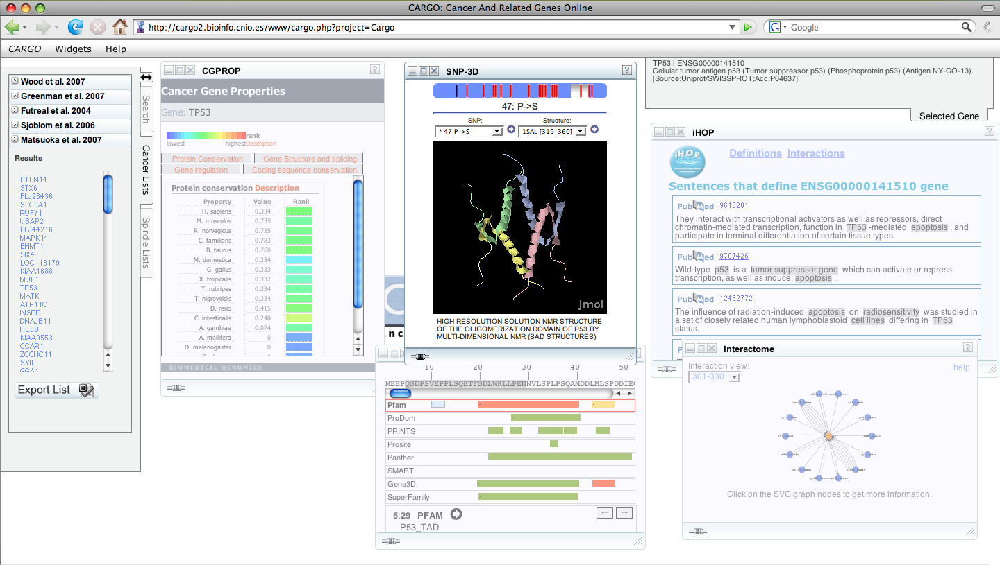 CARGO: Cancer And Related Genes Online
http://cargo2.bioinfo.cnio.es/www/cargo.php?project=Cargo
Google
CARGO Widgets Help
Wood et al. 2007
Greenman et al. 2007
Futreal et al. 2004
Sjoblom et al. 2006
Matsuoka et al. 2007
Results
PTPN14
STX6
FLJ23436
SLC9A1
RUFY1
UBAP2
FLJ44216
MAPK14
EHMT1
SIX4
LOC113179
KIAA1688
MUF1
TP53
MATK
ATP11C
INSRR
DNAJB11
HELB
KIAA0553
CCAR1
ZCCHC11
SYIL
GGA1
Export List
Search
Cancer Lists
Spindle Lists
CGPROP
?
Cancer Gene Properties
Gene: TP53
rank
lowest highest Description
Protein Conservation Gene Structure and splicing
Gene regulation Coding sequence conservation
Protein conservation Description
Property Value Rank
H. sapiens 0.334
M. musculus 0.735
R. norvegicus 0.735
C. familiaris 0.783
B. taurus 0.768
M. domestica 0.334
G. gallus 0.333
X. tropicalis 0.332
T. rubripes 0.334
T. nigroviridis 0.334
D. rerio 0.415
C. intestinalis 0.248
A. gambiae 0.074
A. mellifera 0
D. melanogaster 0
BIOMEDICAL GENOMICS
SNP-3D
?
47: P->S
SNP: Structure:
* 47 P->S 1SAL [319-360]
Jmol
HIGH RESOLUTION SOLUTION NMR STRUCTURE
OF THE OLIGOMERIZATION DOMAIN OF P53 BY
MULTI-DIMENSIONAL NMR (SAD STRUCTURES)
10 20 30 40 50
MEEPQSDPSVEPPLSQETFSDLWKLLPENNVLSPLPSQAMDDLMLSPDDIEQ
Pfam
ProDom
PRINTS
Prosite
Panther
SMART
Gene3D
SuperFamily
5:29 PFAM
P53_TAD
TP53 | ENSG00000141510
Cellular tumor antigen p53 (Tumor suppressor p53) (Phosphoprotein p53) (Antigen NY-CO-13).
[Source:Uniprot/SWISSPROT;Acc:P04637]
Selected Gene
iHOP
?
iHOP
Definitions Interactions
Sentences that define ENSG00000141510 gene
PubMed 9613201
They interact with transcriptional activators as well as repressors, direct
chromatin-mediated transcription, function in TP53 -mediated apoptosis , and
participate in terminal differentiation of certain tissue types.
PubMed 9707426
Wild-type p53 is a tumor suppressor gene which can activate or repress
transcription, as well as induce apoptosis .
PubMed 12452772
The influence of radiation-induced apoptosis on radiosensitivity was studied in
a set of closely related human lymphoblastoid cell lines differing in TP53
status.
Interactome
?
Interaction view:
301-330
help
Click on the SVG graph nodes to get more information.